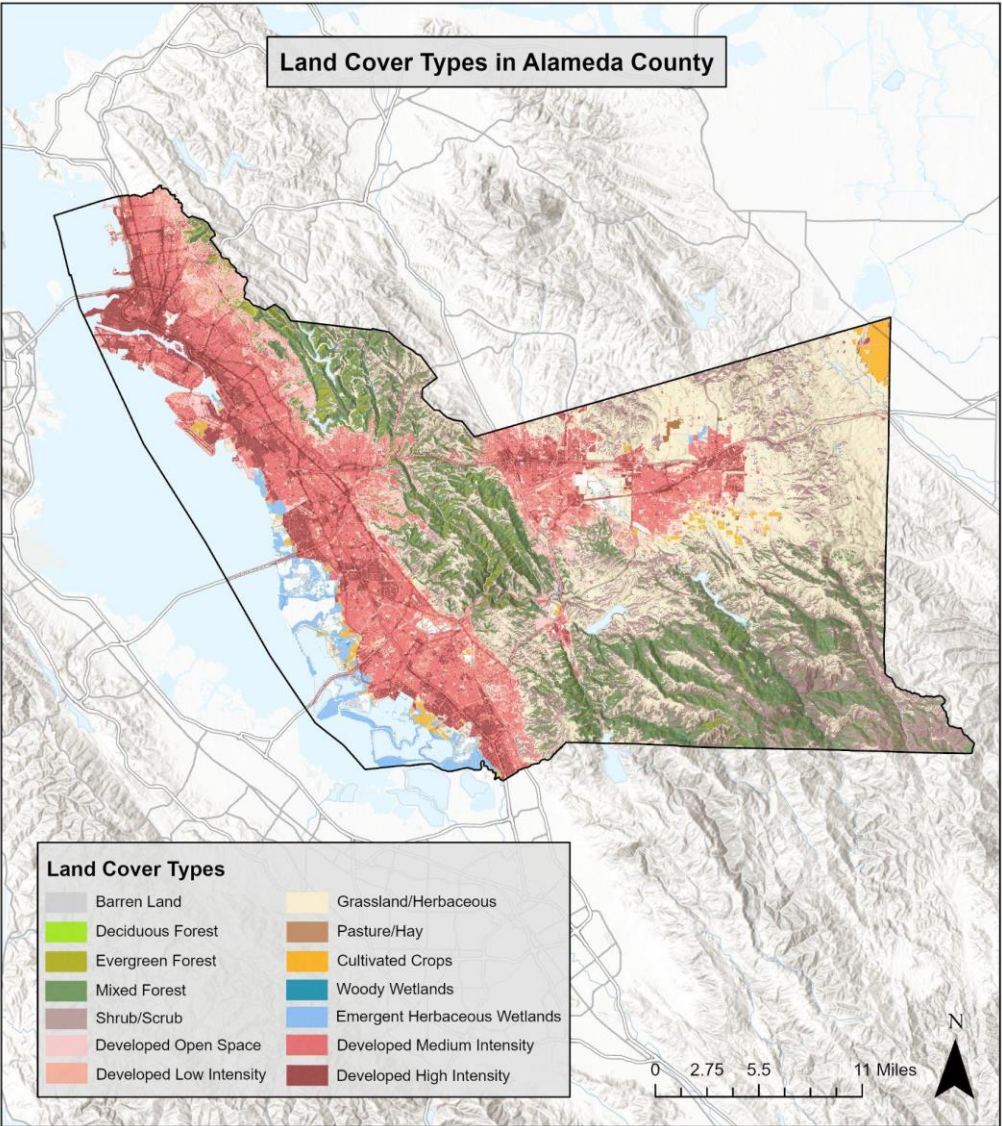 Land Cover Types in Alameda County
Land Cover Types
Barren Land
Deciduous Forest
Evergreen Forest
Mixed Forest
Shrub/Scrub
Developed Open Space
Developed Low Intensity
Grassland/Herbaceous
Pasture/Hay
Cultivated Crops
Woody Wetlands
Emergent Herbaceous Wetlands
Developed Medium Intensity
Developed High Intensity
0 2.75 5.5 11 Miles
N